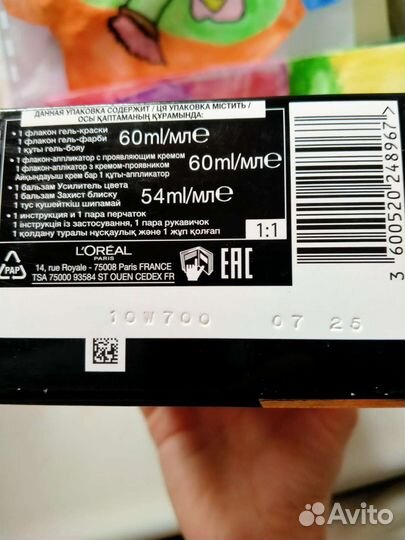 ДАННАЯ УПАКОВКА СОДЕРЖИТ / ЦЯ УПАКОВКА МІСТИТЬ /
ОСЫ ҚАПТАМАНЫҢ ҚҰРАМЫНДА:
• 1 флакон гель-краски
1 флакон гель-фарби
1 құты гель-бояу
60ml/мле
• 1 флакон-аппликатор с проявляющим кремом
1 флакон-аплікатор з кремом-проявником
Айқындауыш крем бар 1 құты-аппликатор
60ml/мле
• 1 бальзам Усилитель цвета
1 бальзам Захист блиску
1 тус күшейткіш шипамай
54ml/мле
• 1 инструкция и 1 пара перчаток
1 інструкція із застосування, 1 пара рукавичок
1 қолдану туралы нұсқаулық және 1 жұп қолғап
1:1
PAP
L'ORÉAL
PARIS
14, rue Royale - 75008 Paris FRANCE
TSA 75000 93584 ST OUEN CEDEX FR
EAC
3 600520 248967
10W700 07 25
Avito